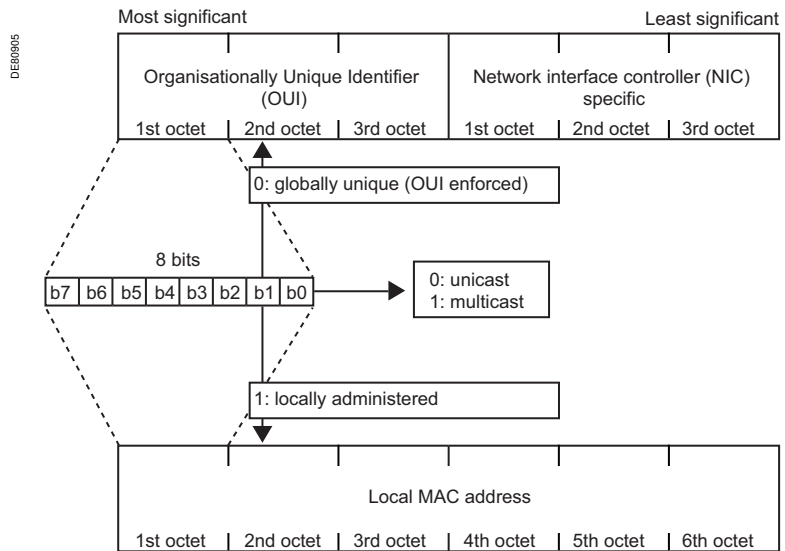 Most significant
Least significant
DE80905
Organisationally Unique Identifier
(OUI)
Network interface controller (NIC)
specific
1st octet
2nd octet
3rd octet
1st octet
2nd octet
3rd octet
0: globally unique (OUI enforced)
8 bits
b7 b6 b5 b4 b3 b2 b1 b0
0: unicast
1: multicast
1: locally administered
Local MAC address
1st octet
2nd octet
3rd octet
4th octet
5th octet
6th octet